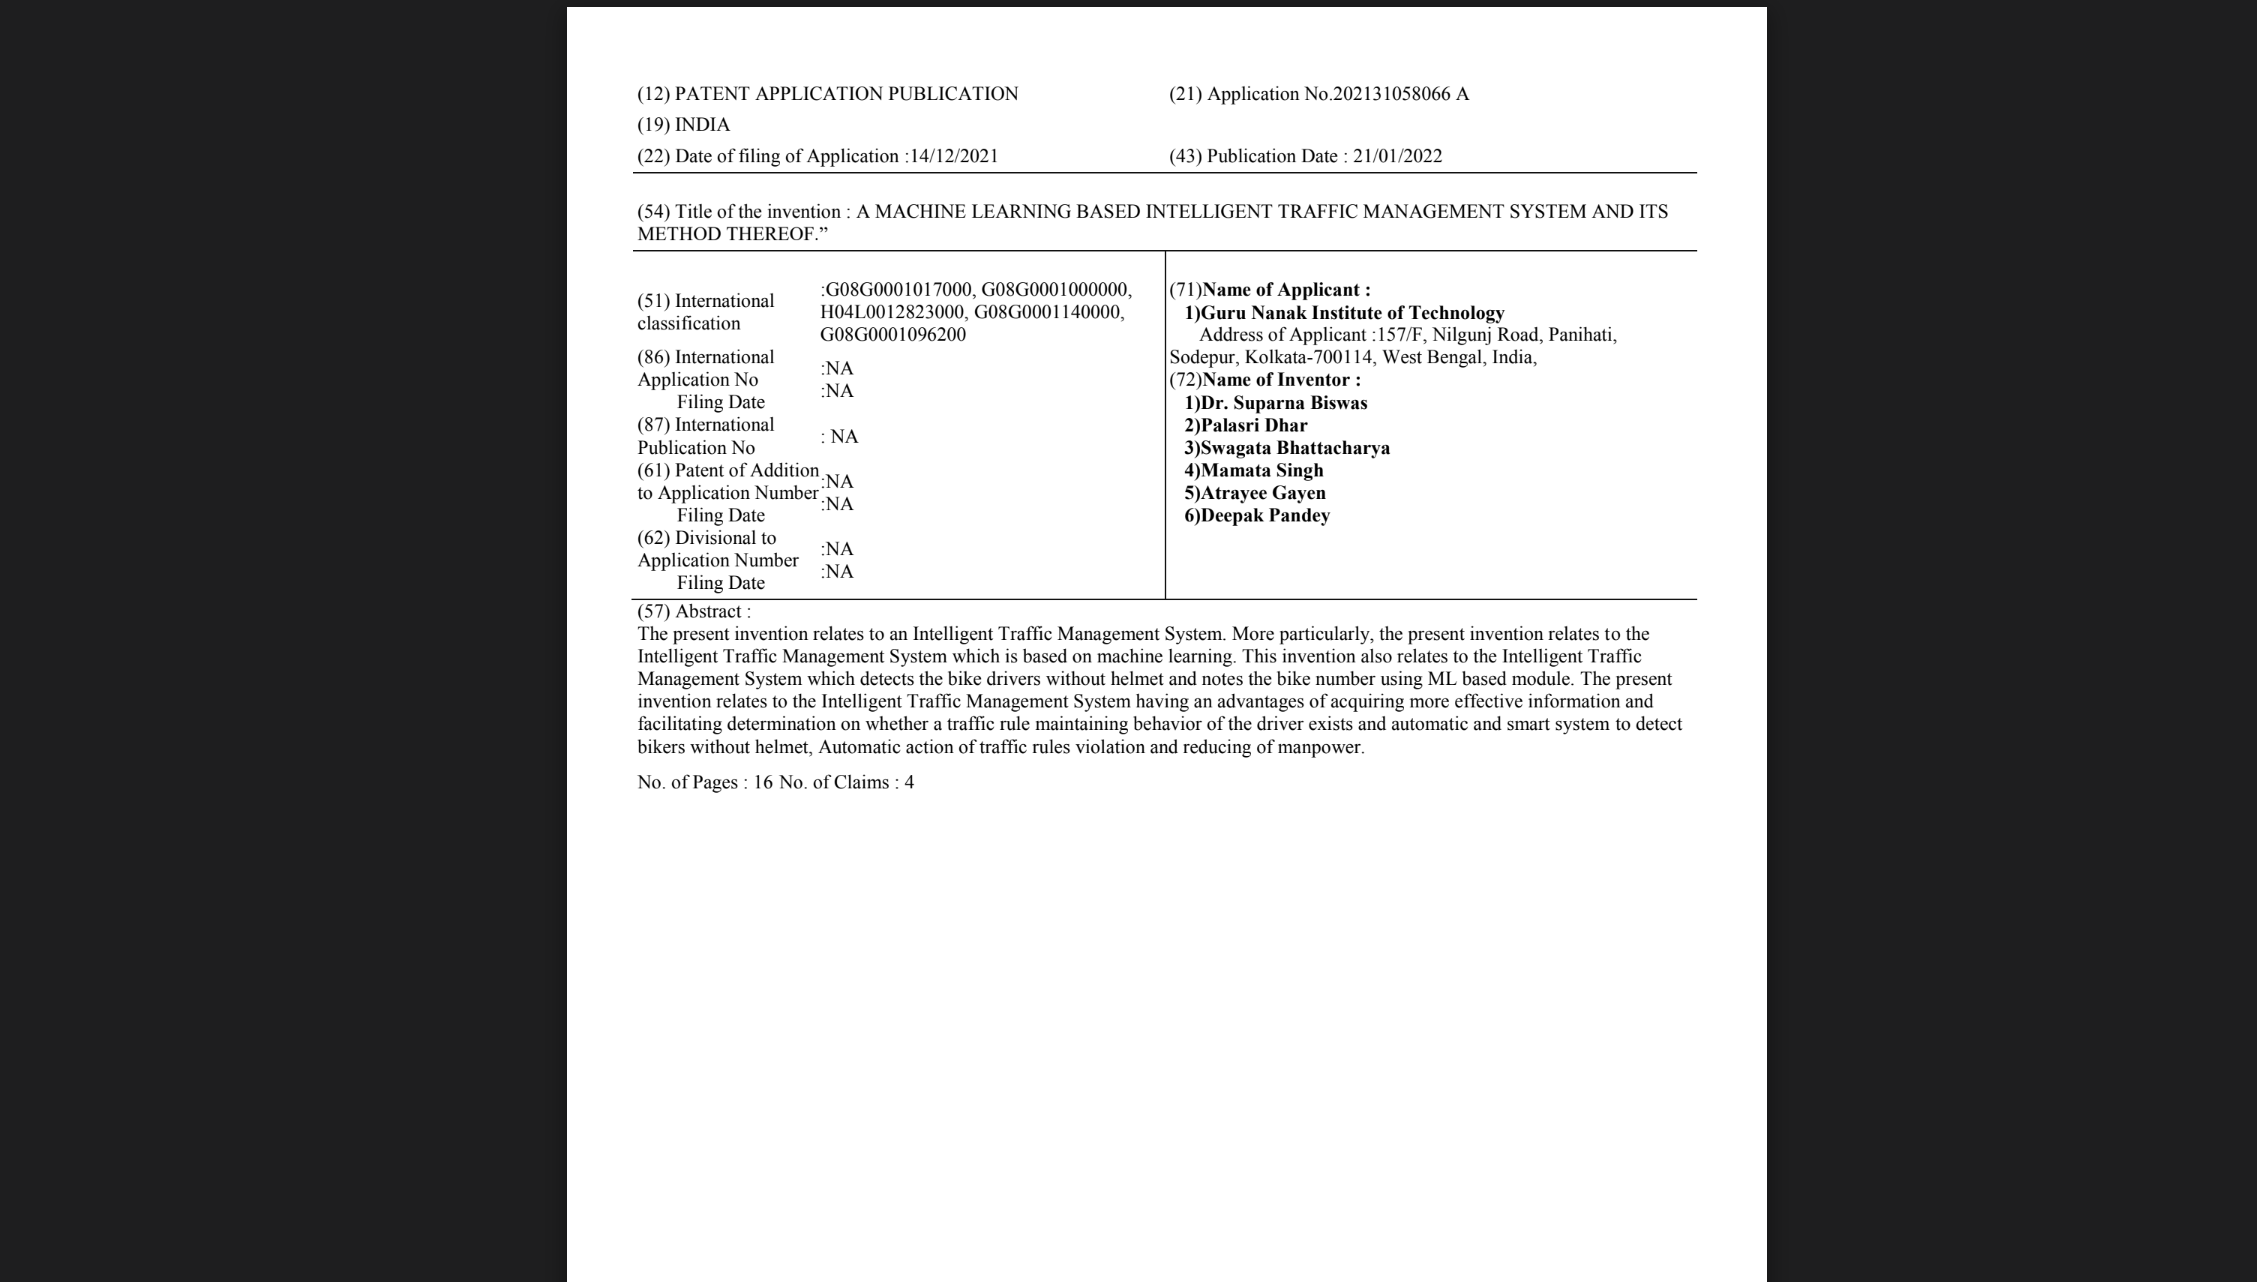 (12) PATENT APPLICATION PUBLICATION
(21) Application No.202131058066 A
(19) INDIA
(22) Date of filing of Application :14/12/2021
(43) Publication Date : 21/01/2022
(54) Title of the invention : A MACHINE LEARNING BASED INTELLIGENT TRAFFIC MANAGEMENT SYSTEM AND ITS
METHOD THEREOF.”
(51) International
classification
:G08G0001017000, G08G0001000000,
H04L0012823000, G08G0001140000,
G08G0001096200
(86) International
Application No
Filing Date
:NA
:NA
(87) International
Publication No
: NA
(61) Patent of Addition
to Application Number
Filing Date
:NA
:NA
(62) Divisional to
Application Number
Filing Date
:NA
:NA
(71)Name of Applicant :
1)Guru Nanak Institute of Technology
Address of Applicant :157/F, Nilgunj Road, Panihati,
Sodepur, Kolkata-700114, West Bengal, India,
(72)Name of Inventor :
1)Dr. Suparna Biswas
2)Palasri Dhar
3)Swagata Bhattacharya
4)Mamata Singh
5)Atrayee Gayen
6)Deepak Pandey
(57) Abstract :
The present invention relates to an Intelligent Traffic Management System. More particularly, the present invention relates to the
Intelligent Traffic Management System which is based on machine learning. This invention also relates to the Intelligent Traffic
Management System which detects the bike drivers without helmet and notes the bike number using ML based module. The present
invention relates to the Intelligent Traffic Management System having an advantages of acquiring more effective information and
facilitating determination on whether a traffic rule maintaining behavior of the driver exists and automatic and smart system to detect
bikers without helmet, Automatic action of traffic rules violation and reducing of manpower.
No. of Pages : 16 No. of Claims : 4